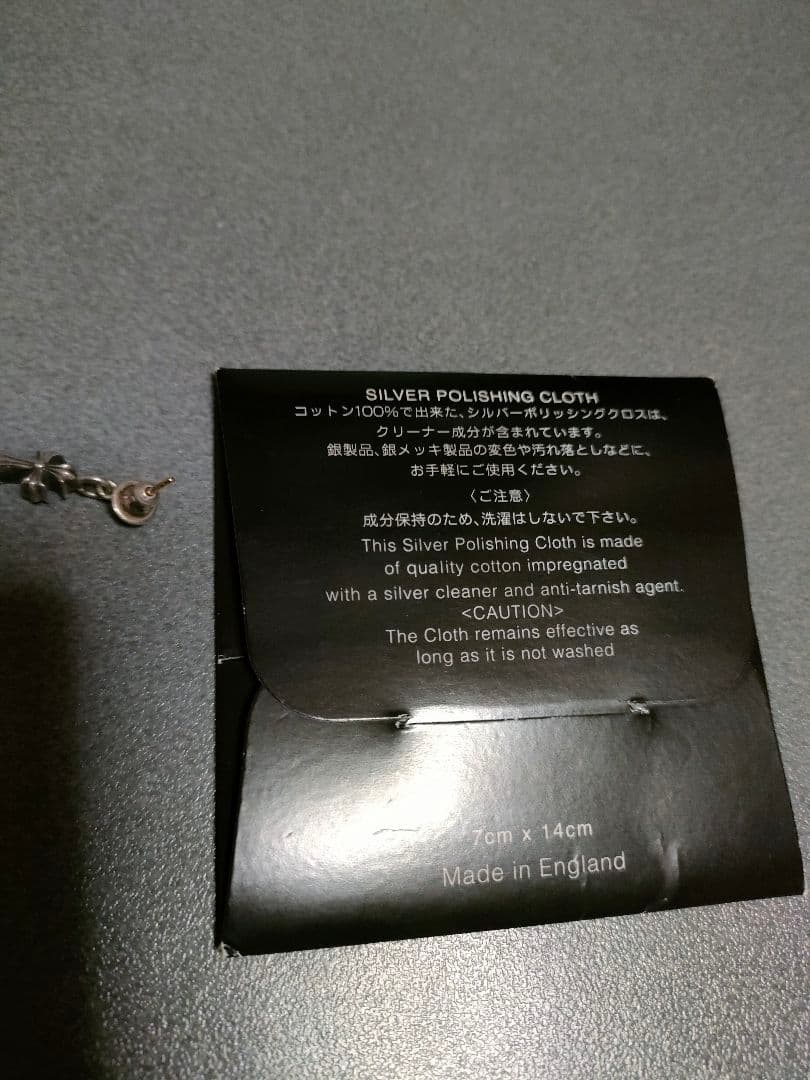 SILVER POLISHING CLOTH
コットン100%で出来た、シルバーポリッシングクロスは、
クリーナー成分が含まれています。
銀製品、銀メッキ製品の変色や汚れ落としなどに、
お手軽にご使用ください。
〈ご注意〉
成分保持のため、洗濯はしないで下さい。
This Silver Polishing Cloth is made
of quality cotton impregnated
with a silver cleaner and anti-tarnish agent.
<CAUTION>
The Cloth remains effective as
long as it is not washed
7cm x 14cm
Made in England